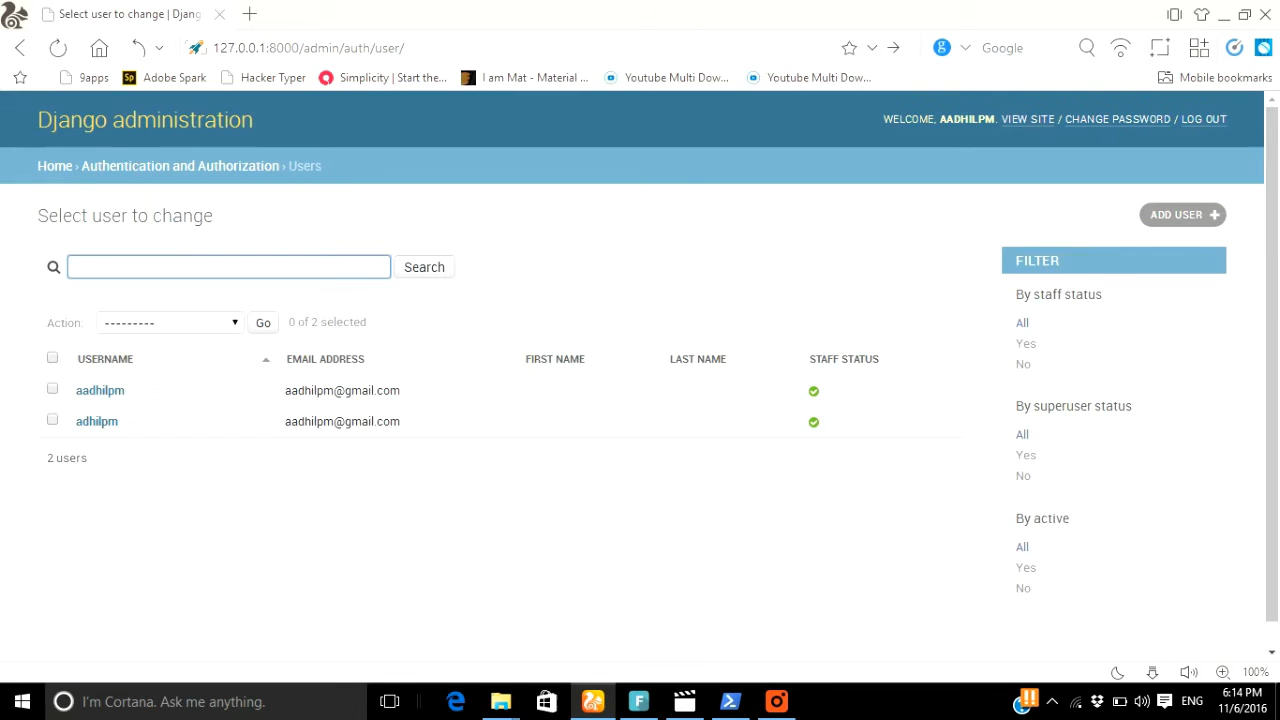 Select user to change | Djang
127.0.0.1:8000/admin/auth/user/
g
Google
9apps
Sp Adobe Spark
Hacker Typer
Simplicity | Start the...
I am Mat - Material ...
Youtube Multi Dow...
Youtube Multi Dow...
Mobile bookmarks
Django administration
WELCOME, AADHILPM. VIEW SITE / CHANGE PASSWORD / LOG OUT
Home › Authentication and Authorization › Users
Select user to change
ADD USER +
Search
FILTER
By staff status
All
Yes
No
By superuser status
All
Yes
No
By active
All
Yes
No
Action: --------- Go 0 of 2 selected
USERNAME EMAIL ADDRESS FIRST NAME LAST NAME STAFF STATUS
aadhilpm aadhilpm@gmail.com
adhilpm aadhilpm@gmail.com
2 users
100%
I'm Cortana. Ask me anything.
F
ENG
6:14 PM
11/6/2016